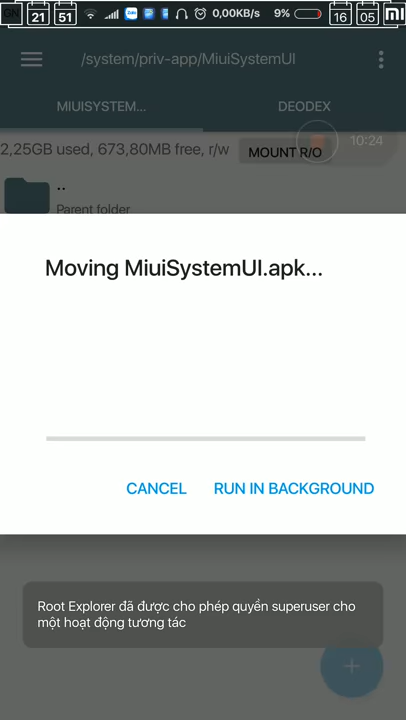 21 51 0,00KB/s 9% 16 05
/system/priv-app/MiuiSystemUI
MIUISYSTEM... DEODEX
2,25GB used, 673,80MB free, r/w MOUNT R/O 10:24
..
Parent folder
Moving MiuiSystemUI.apk...
CANCEL RUN IN BACKGROUND
Root Explorer đã được cho phép quyền superuser cho
một hoạt động tương tác